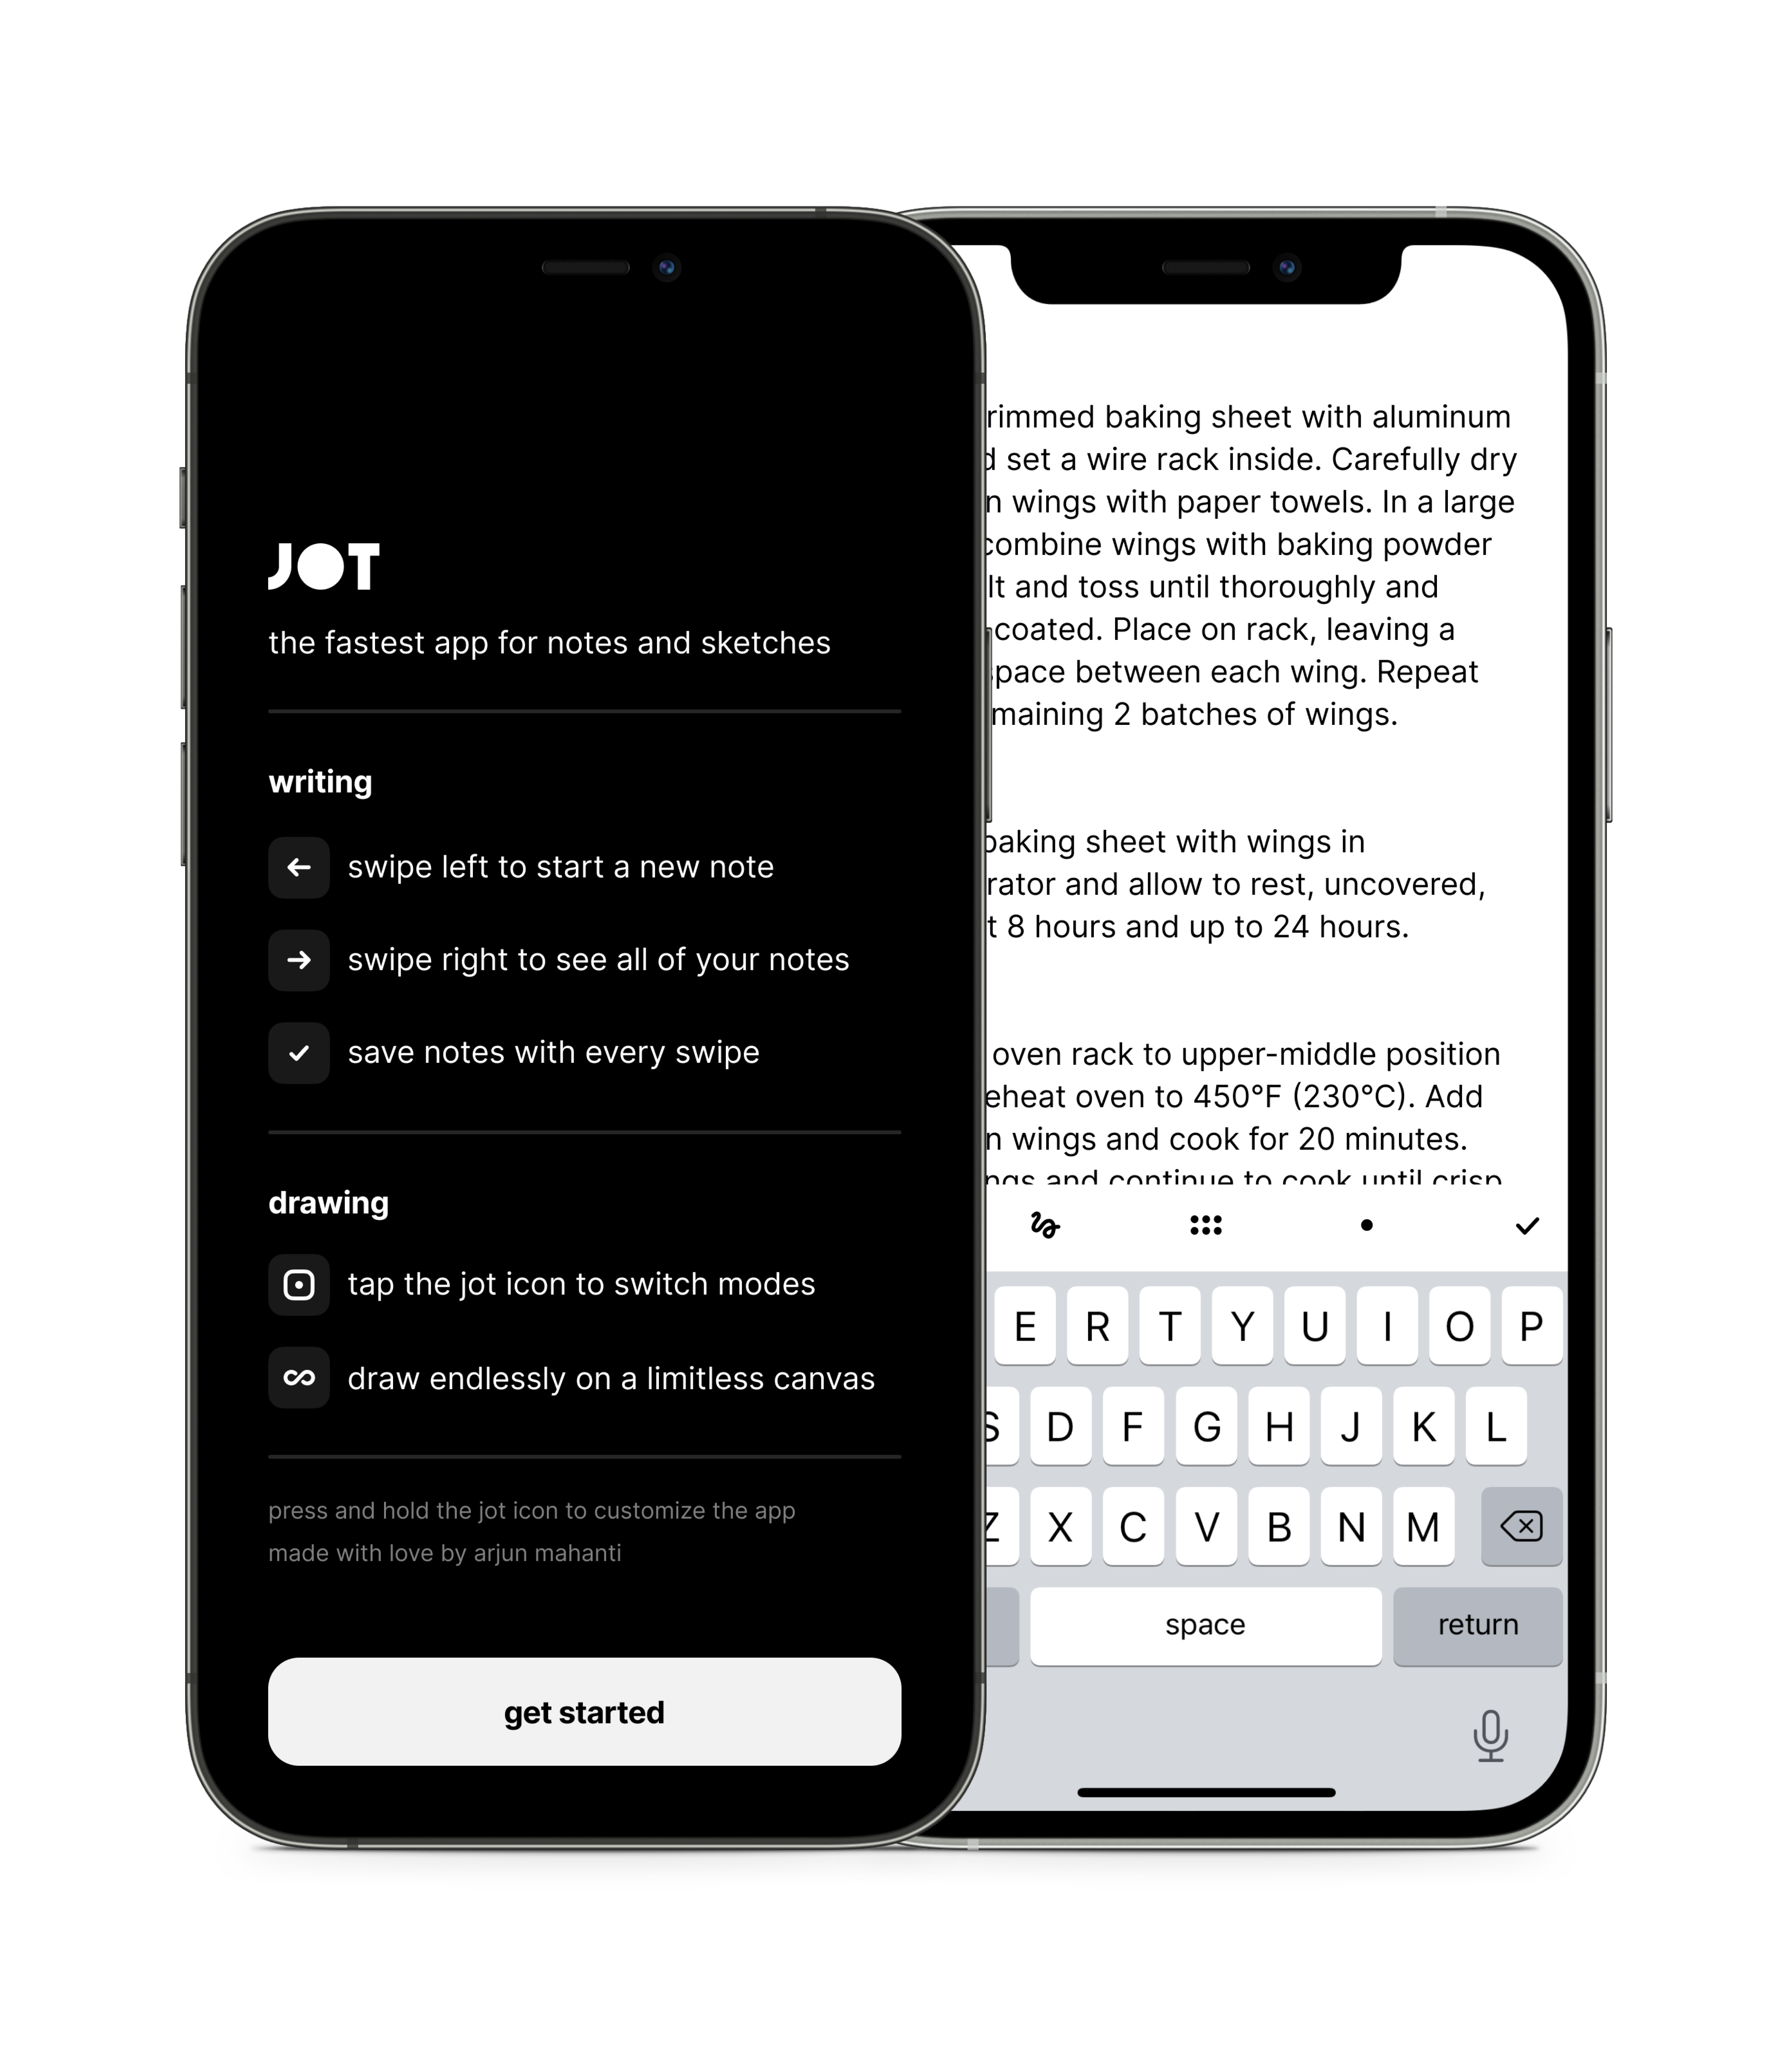 JOT
the fastest app for notes and sketches
writing
swipe left to start a new note
swipe right to see all of your notes
save notes with every swipe
drawing
tap the jot icon to switch modes
draw endlessly on a limitless canvas
press and hold the jot icon to customize the app
made with love by arjun mahanti
get started
rimmed baking sheet with aluminum
set a wire rack inside. Carefully dry
wings with paper towels. In a large
combine wings with baking powder
and toss until thoroughly and
coated. Place on rack, leaving a
space between each wing. Repeat
2 batches of wings.
baking sheet with wings in
and allow to rest, uncovered,
8 hours and up to 24 hours.
oven rack to upper-middle position
oven to 450°F (230°C). Add
wings and cook for 20 minutes.
and continue to cook until crisp
E R T Y U I O P
S D F G H J K L
Z X C V B N M
space return